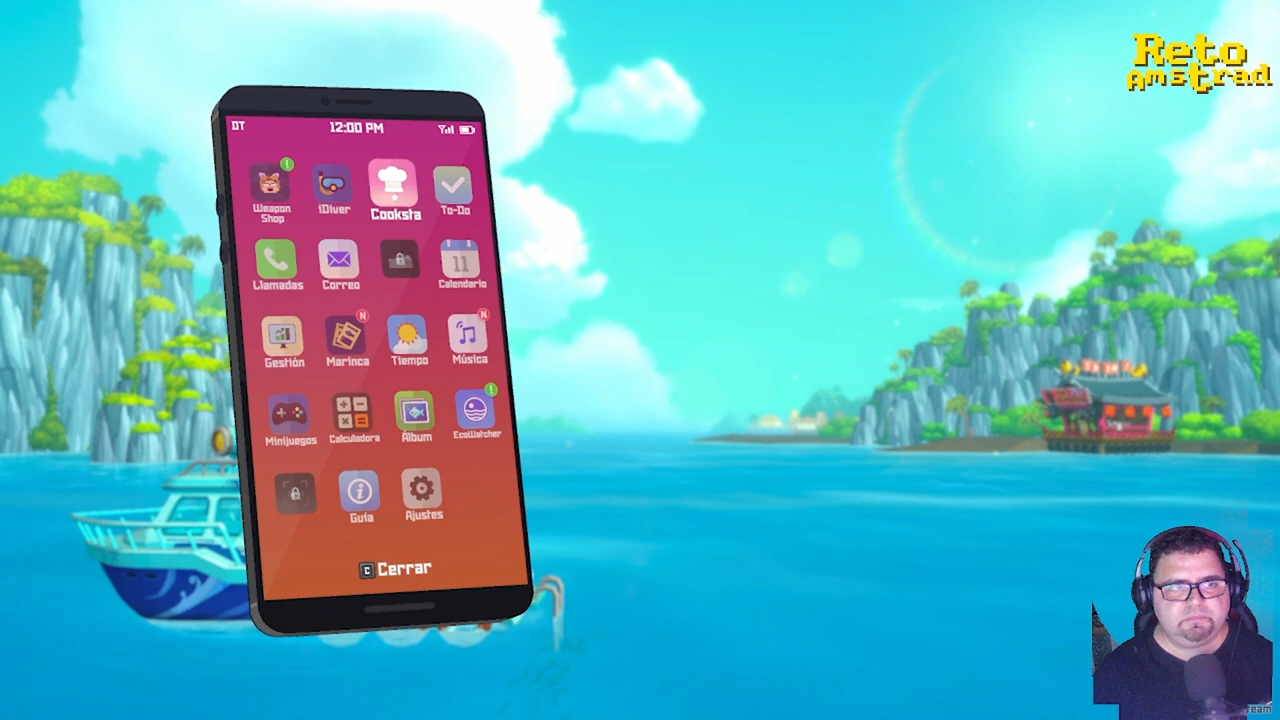 Reto
Amstrad
DT
12:00 PM
Weapon
Shop
iDiver
Cooksta
To-Do
Llamadas
Correo
11
Calendario
Gestión
N
Marinca
Tiempo
N
Música
Minijuegos
Calculadora
Álbum
EcoWatcher
Guía
Ajustes
C Cerrar
eam